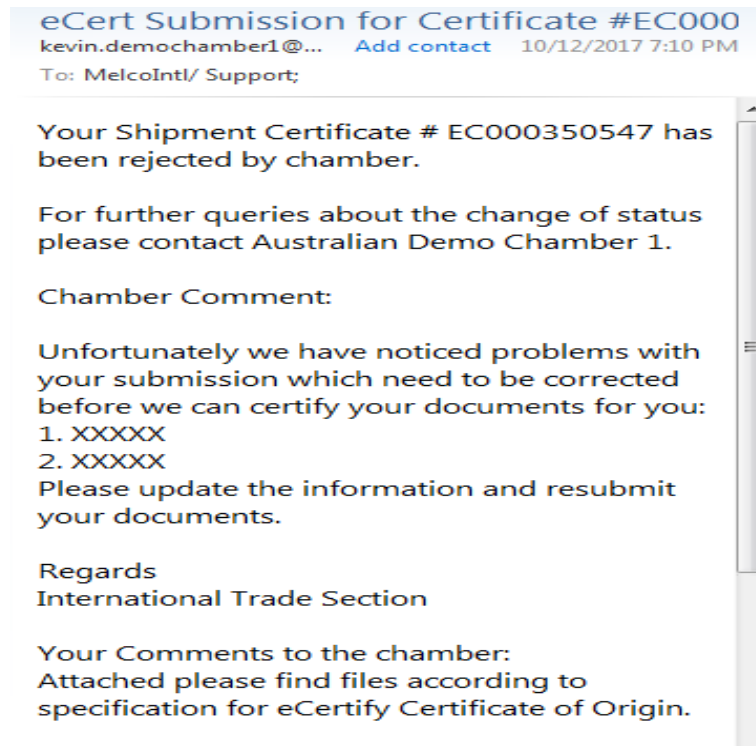 eCert Submission for Certificate #EC000
kevin.demochamber1@... Add contact 10/12/2017 7:10 PM
To: MelcoIntl/ Support;
Your Shipment Certificate # EC000350547 has
been rejected by chamber.
For further queries about the change of status
please contact Australian Demo Chamber 1.
Chamber Comment:
Unfortunately we have noticed problems with
your submission which need to be corrected
before we can certify your documents for you:
1. XXXXX
2. XXXXX
Please update the information and resubmit
your documents.
Regards
International Trade Section
Your Comments to the chamber:
Attached please find files according to
specification for eCertify Certificate of Origin.